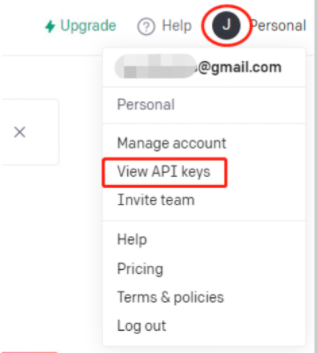 Upgrade
Help
J
Personal
@gmail.com
Personal
Manage account
View API keys
Invite team
Help
Pricing
Terms & policies
Log out